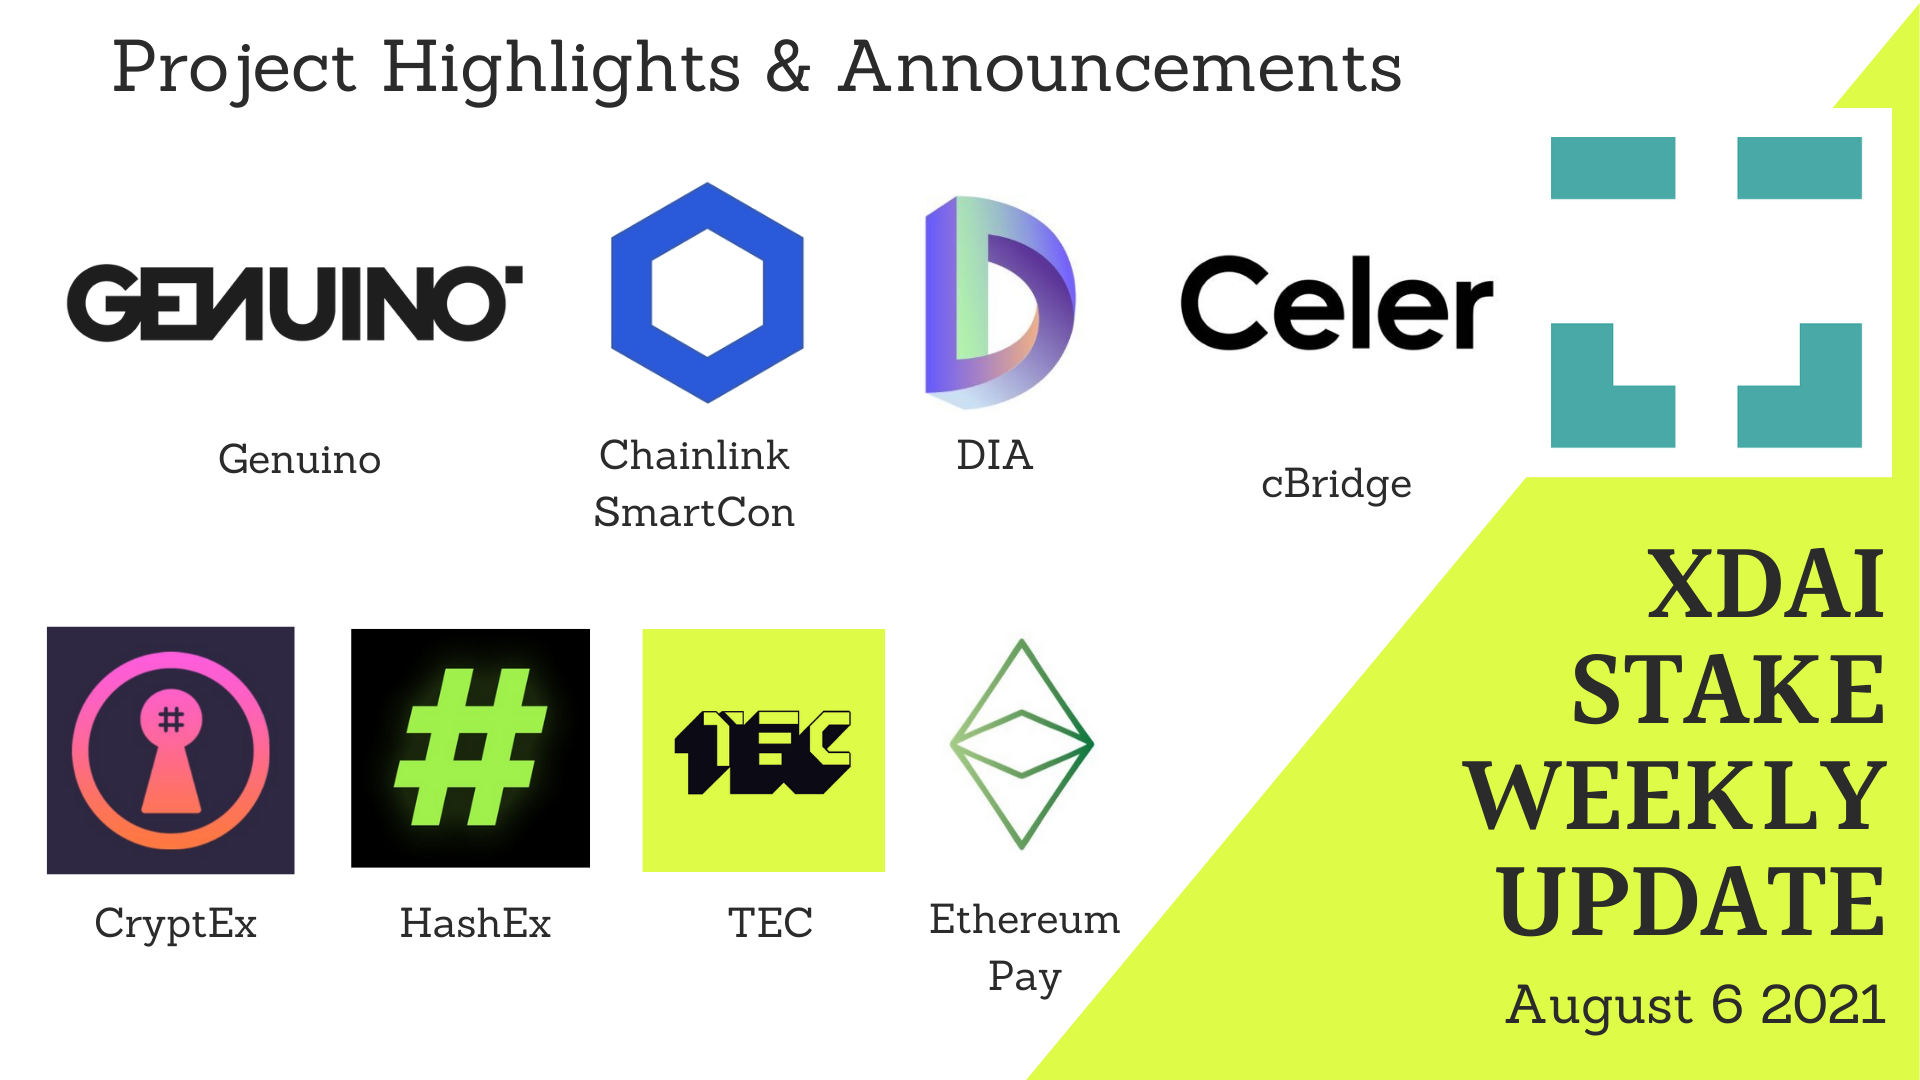 Project Highlights & Announcements
GENUINO
Celer
Genuino
Chainlink
SmartCon
DIA
cBridge
#
#
TEC
CryptEx
HashEx
TEC
Ethereum
Pay
XDAI
STAKE
WEEKLY
UPDATE
August 6 2021